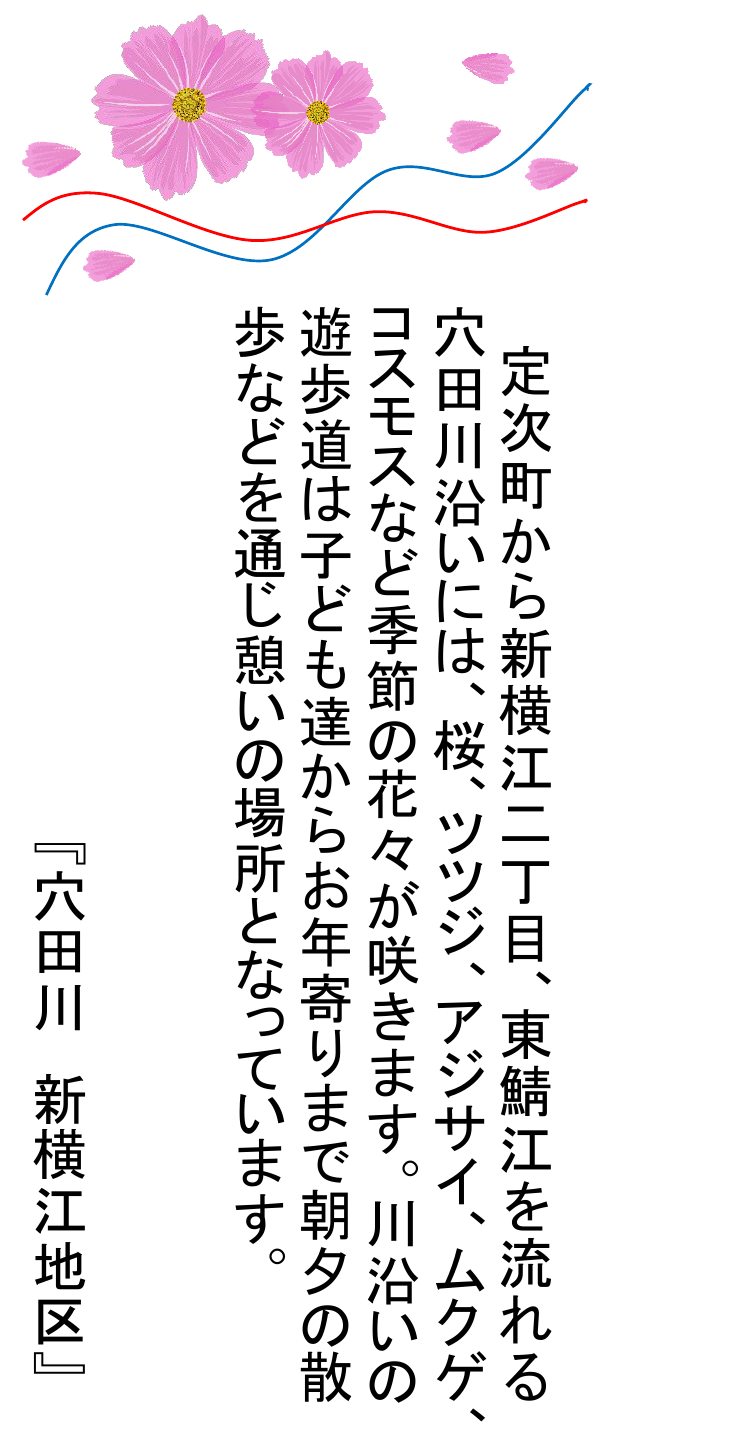 定次町から新横江二丁目、東鯖江を流れる
穴田川沿いには、桜、ツツジ、アジサイ、ムクゲ、
コスモスなど季節の花々が咲きます。川沿いの
遊歩道は子ども達からお年寄りまで朝夕の散
歩などを通じ憩いの場所となっています。
『穴田川　新横江地区』